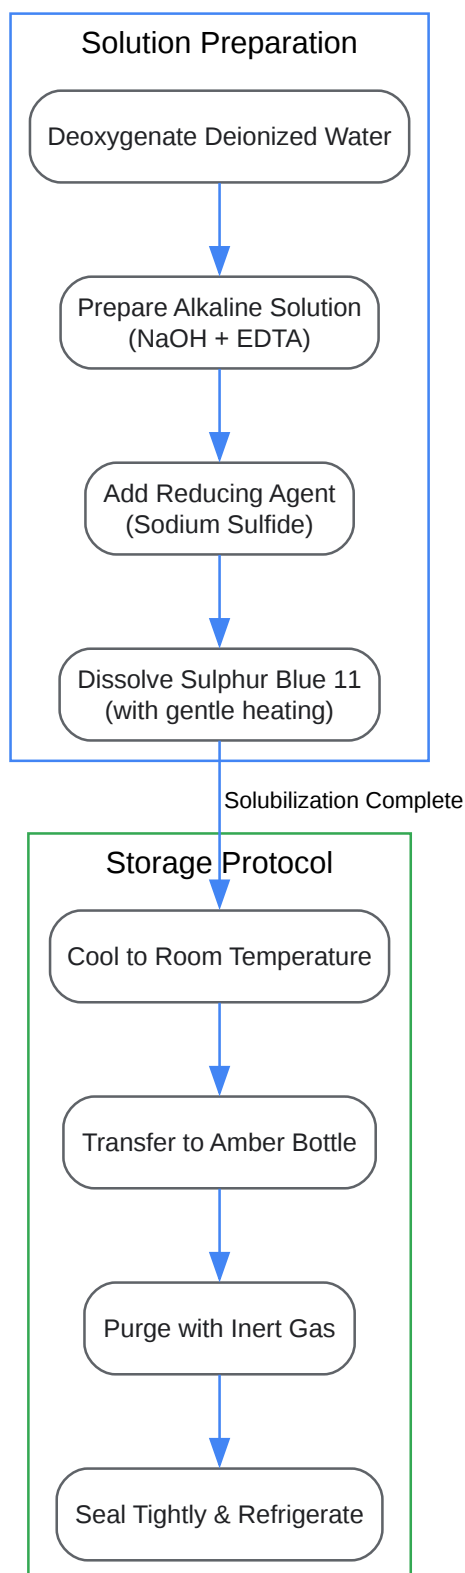 Solution Preparation
Deoxygenate Deionized Water
Prepare Alkaline Solution
(NaOH + EDTA)
Add Reducing Agent
(Sodium Sulfide)
Dissolve Sulphur Blue 11
(with gentle heating)
Solubilization Complete
Storage Protocol
Cool to Room Temperature
Transfer to Amber Bottle
Purge with Inert Gas
Seal Tightly & Refrigerate